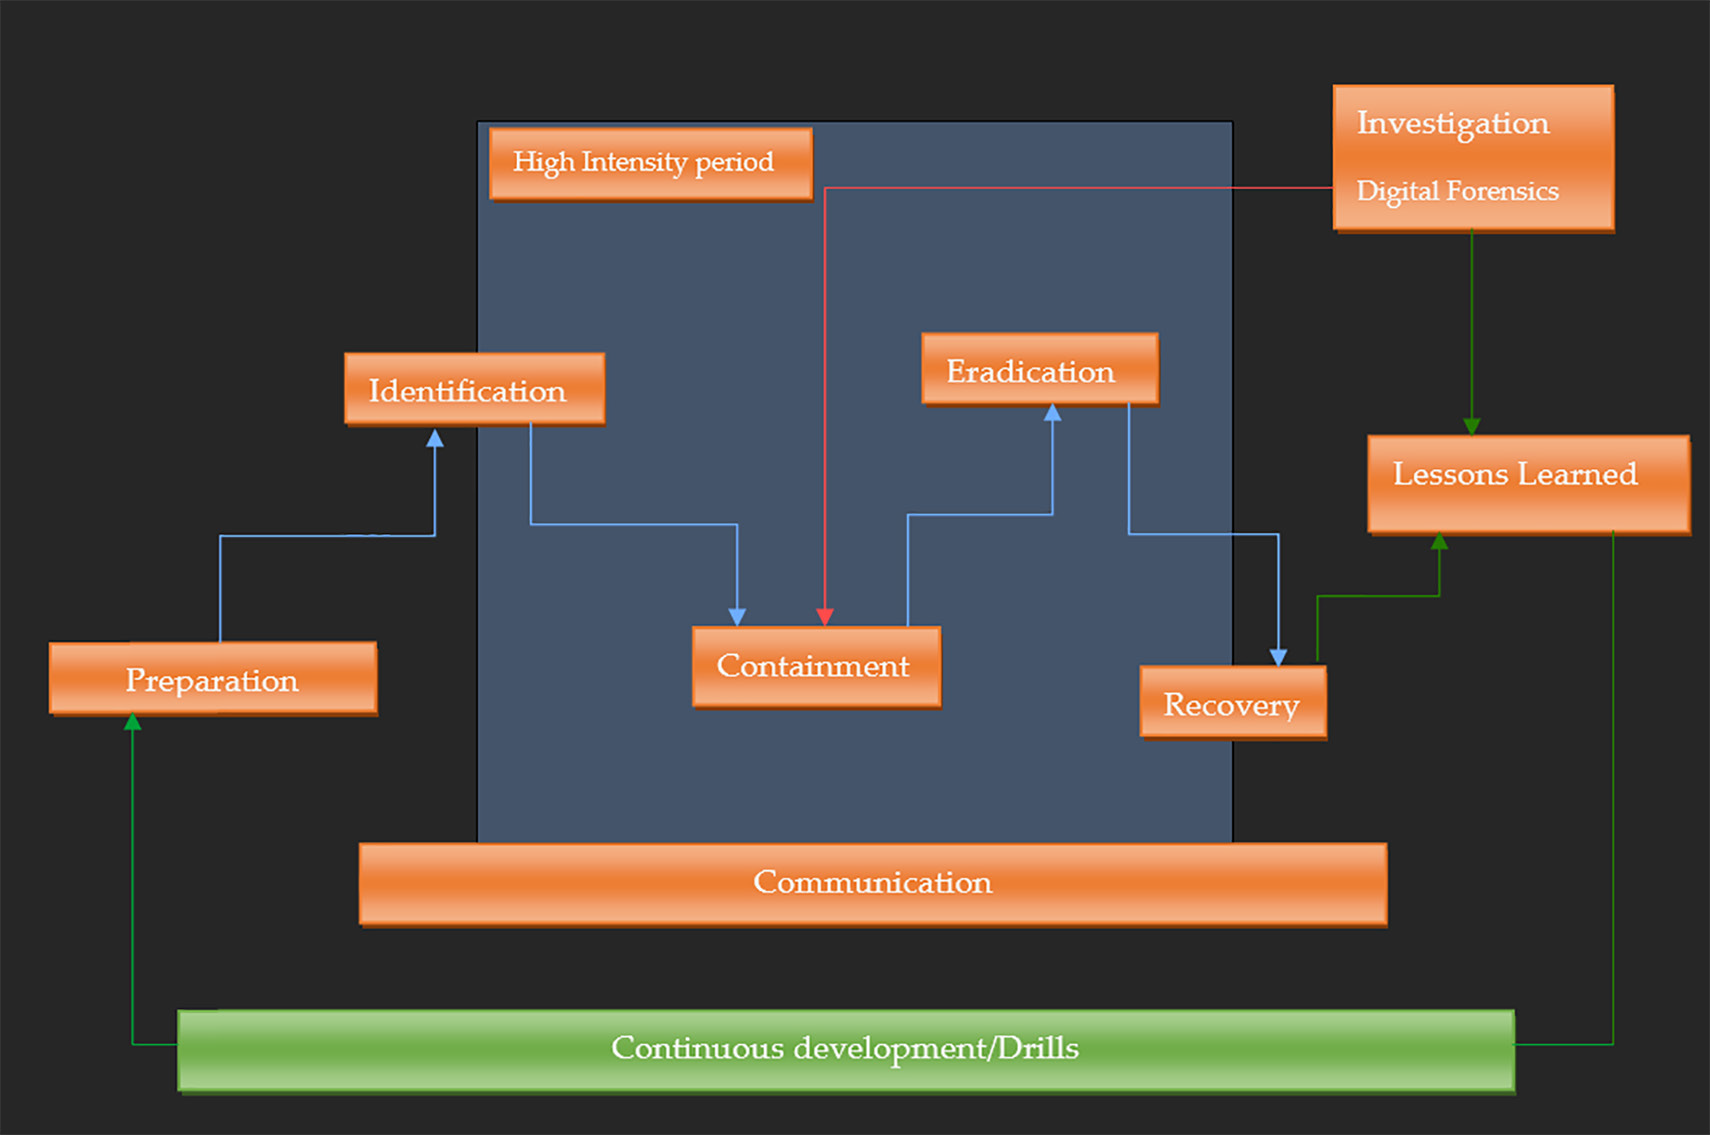 Investigation
Digital Forensics
High Intensity period
Identification
Eradication
Lessons Learned
Preparation
Containment
Recovery
Communication
Continuous development/Drills